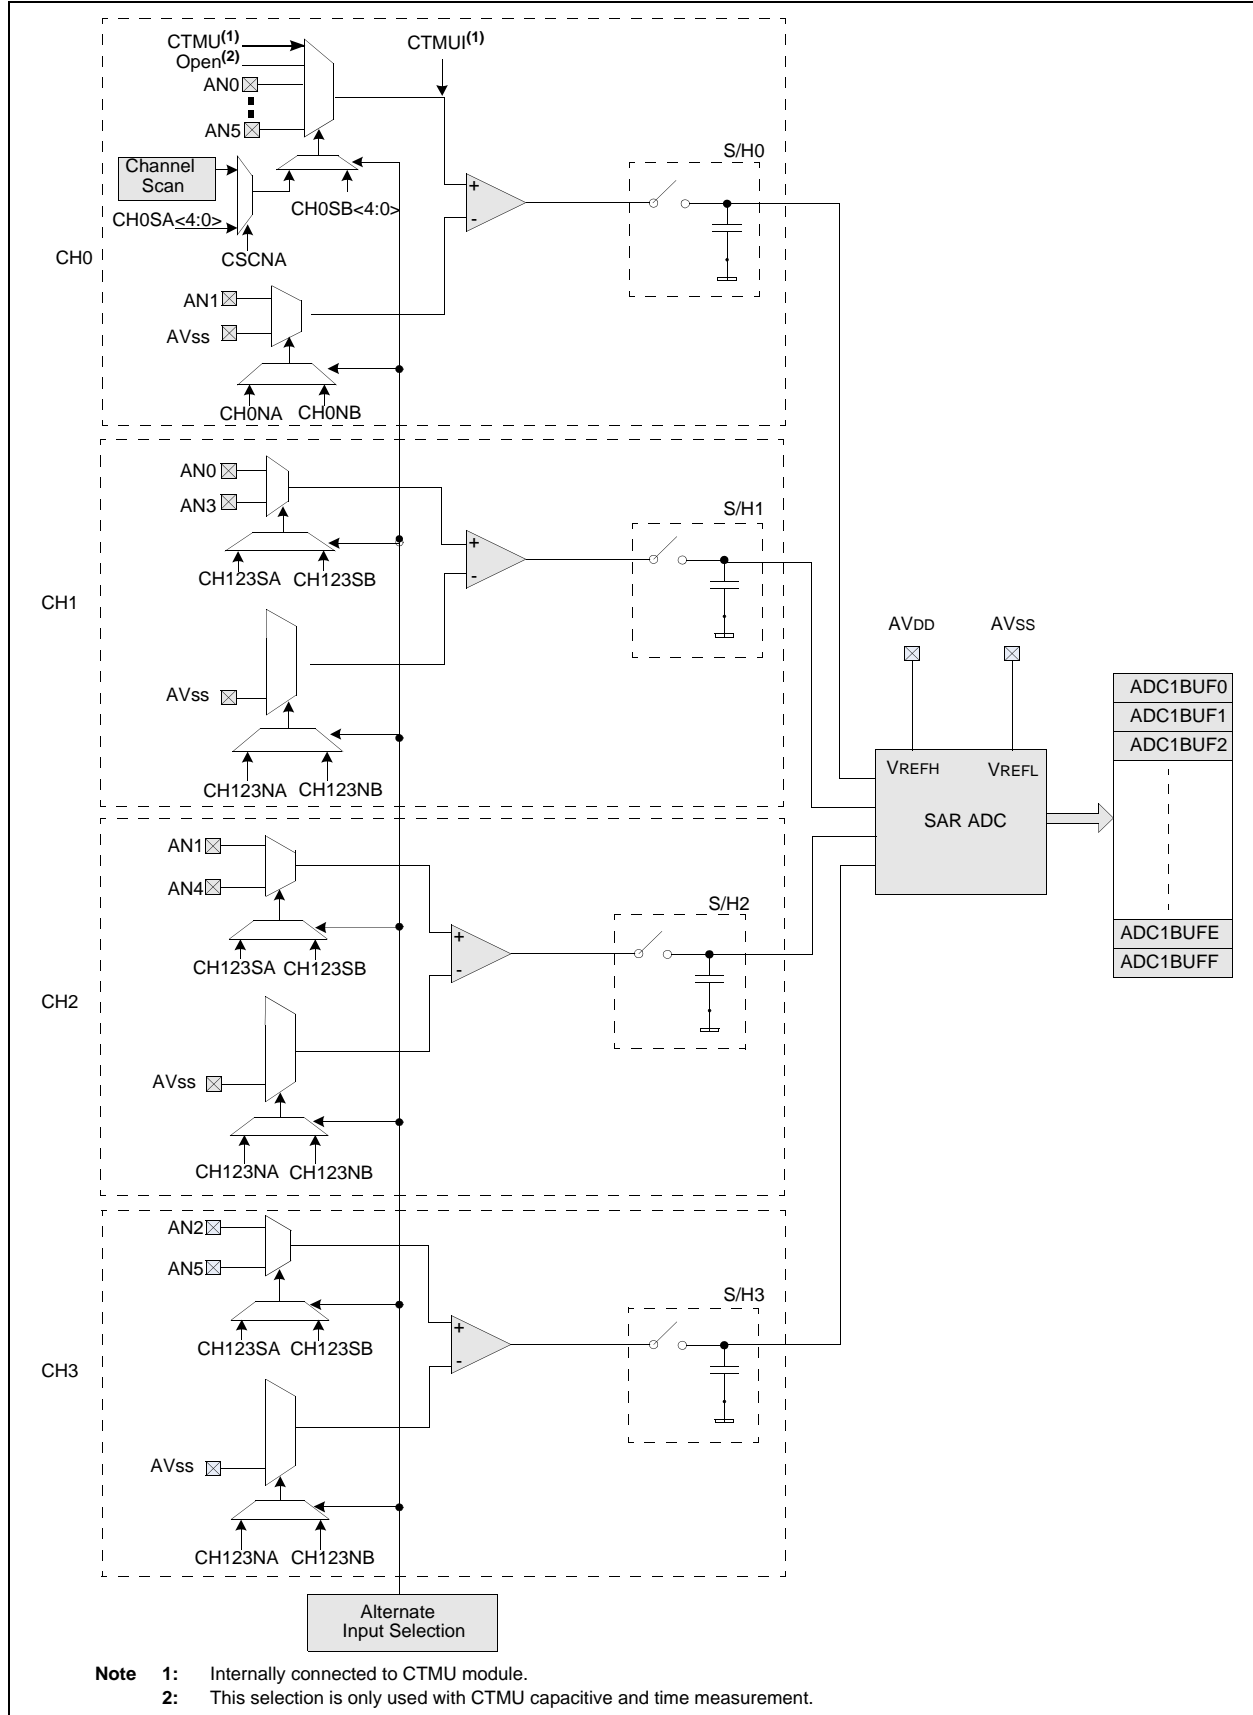 CTMU(1)
Open(2)
AN0
AN5
CTMUI(1)
Channel
Scan
CH0SA<4:0>
CH0SB<4:0>
CSCNA
S/H0
+
-
CH0
AN1
AVss
CH0NA
CH0NB
AN0
AN3
S/H1
+
-
CH123SA
CH123SB
CH1
AVss
CH123NA
CH123NB
AVDD
AVSS
VREFH
VREFL
SAR ADC
ADC1BUF0
ADC1BUF1
ADC1BUF2
ADC1BUFE
ADC1BUFF
AN1
AN4
S/H2
+
-
CH123SA
CH123SB
CH2
AVss
CH123NA
CH123NB
AN2
AN5
S/H3
+
-
CH123SA
CH123SB
CH3
AVss
CH123NA
CH123NB
Alternate
Input Selection
Note 1: Internally connected to CTMU module.
2: This selection is only used with CTMU capacitive and time measurement.